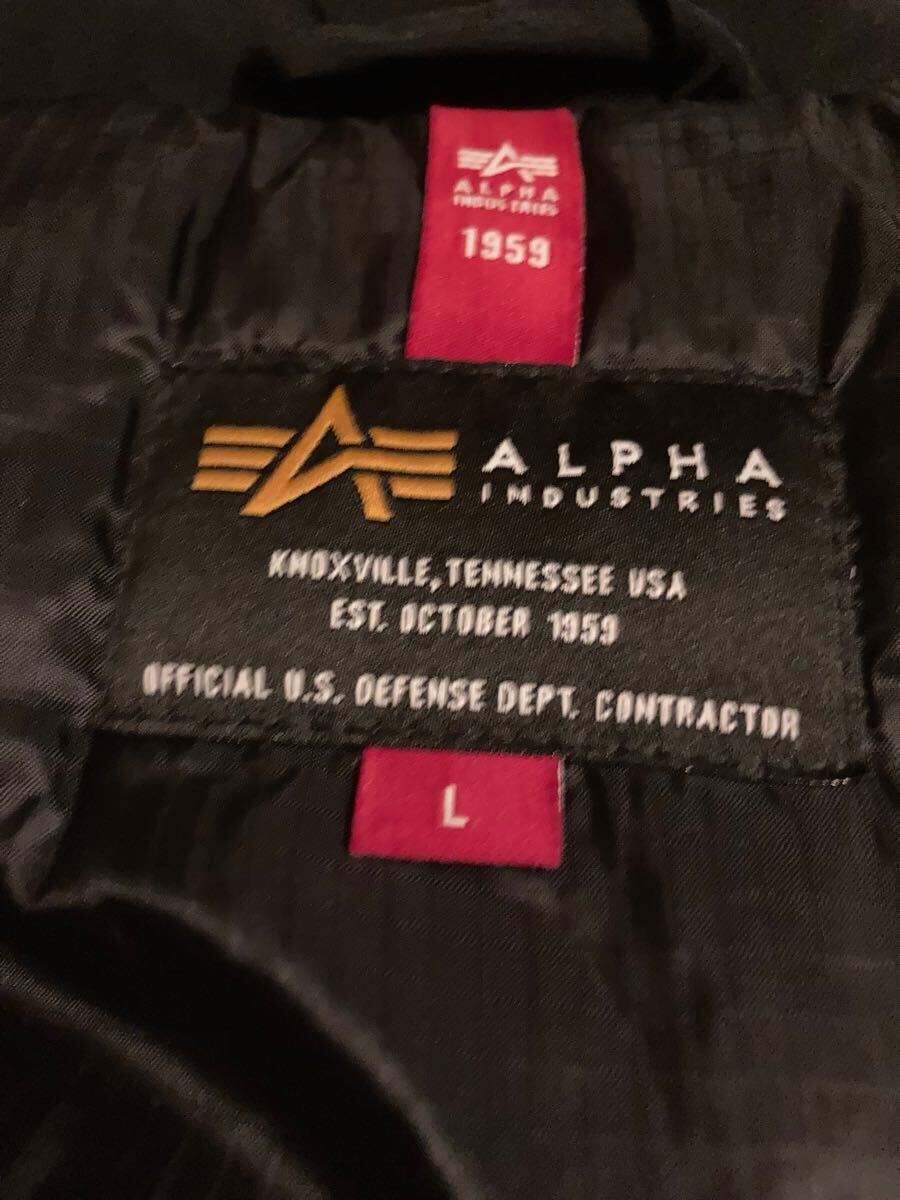 ALPHA
INDUSTRIES
1959
ALPHA
INDUSTRIES
KNOXVILLE, TENNESSEE USA
EST. OCTOBER 1959
OFFICIAL U.S. DEFENSE DEPT. CONTRACTOR
L